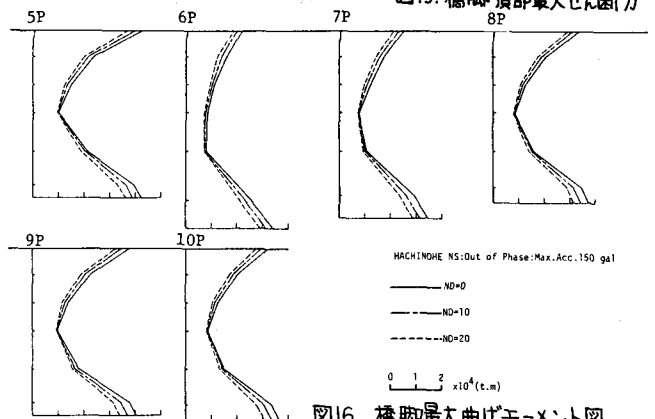 図15. 橋脚頂部最大せん断力
5P 6P 7P 8P
9P 10P
HACHINOHE NS:Out of Phase:Max.Acc.150 gal
ND=0
ND=10
ND=20
0 1 2 x10⁴(t.m)
図16. 橋脚最大曲げモーメント図